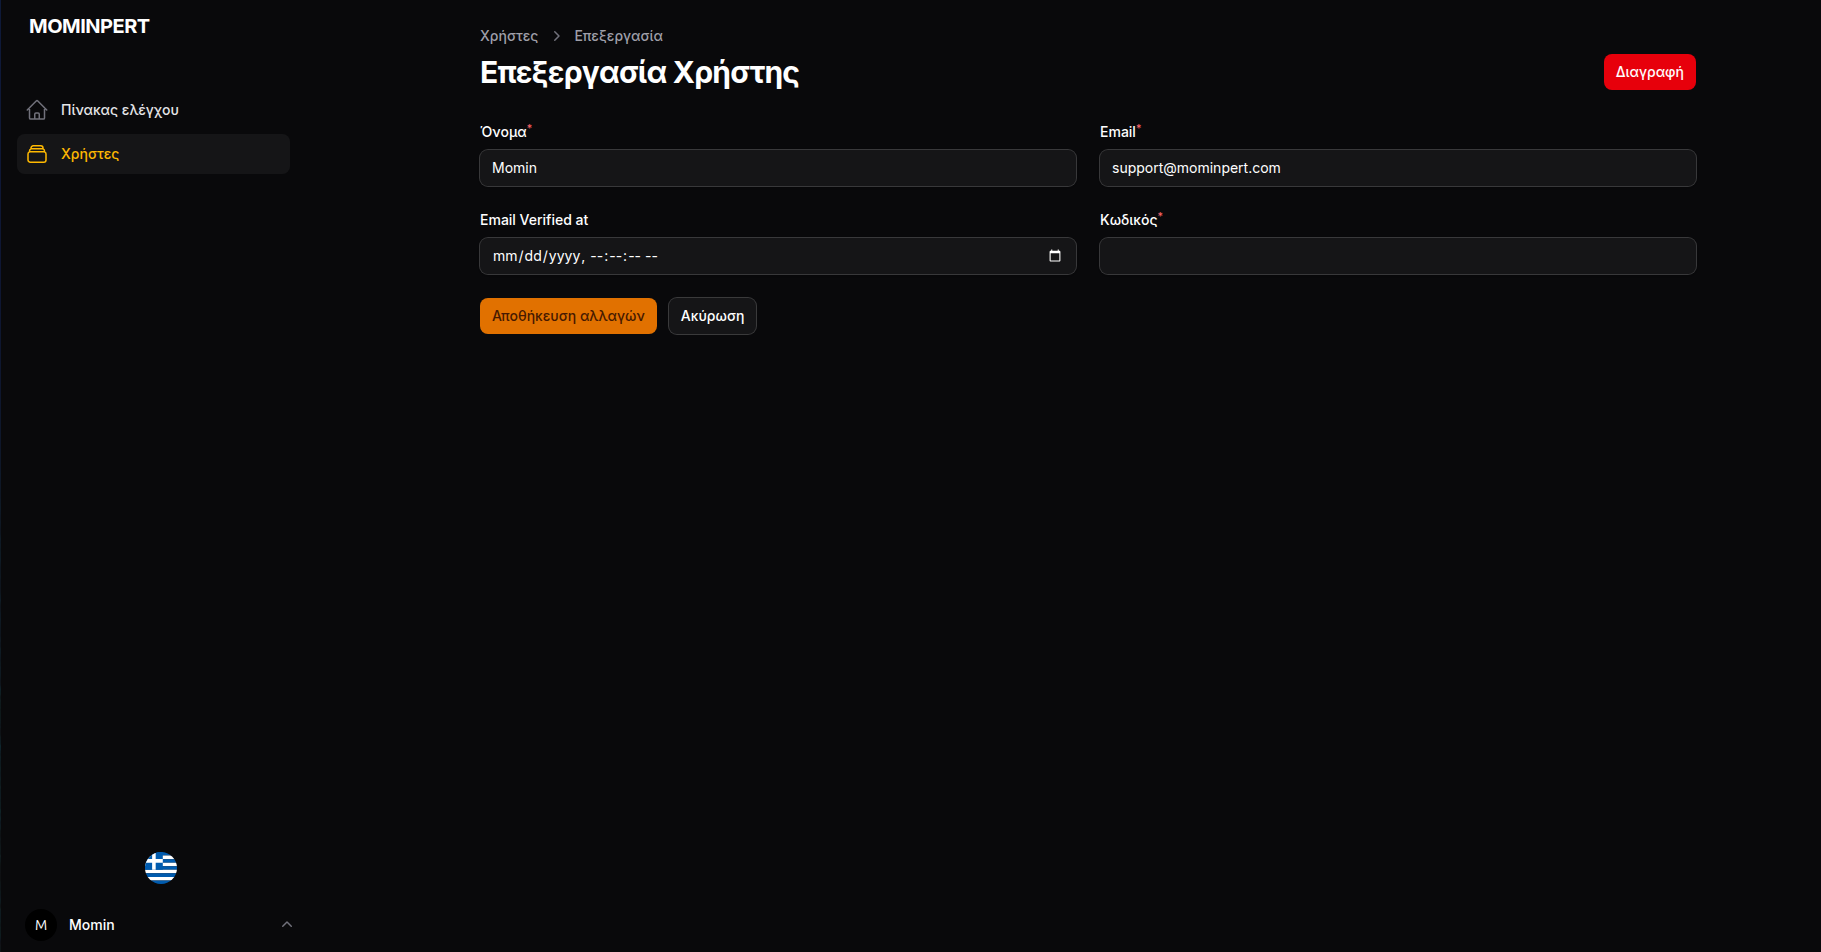 MOMINPERT
Πίνακας ελέγχου
Χρήστες
Χρήστες > Επεξεργασία
Επεξεργασία Χρήστης
Διαγραφή
Όνομα*
Momin
Email*
support@mominpert.com
Email Verified at
mm/dd/yyyy, --:--:-- --
Κωδικός*
Αποθήκευση αλλαγών
Ακύρωση
M
Momin